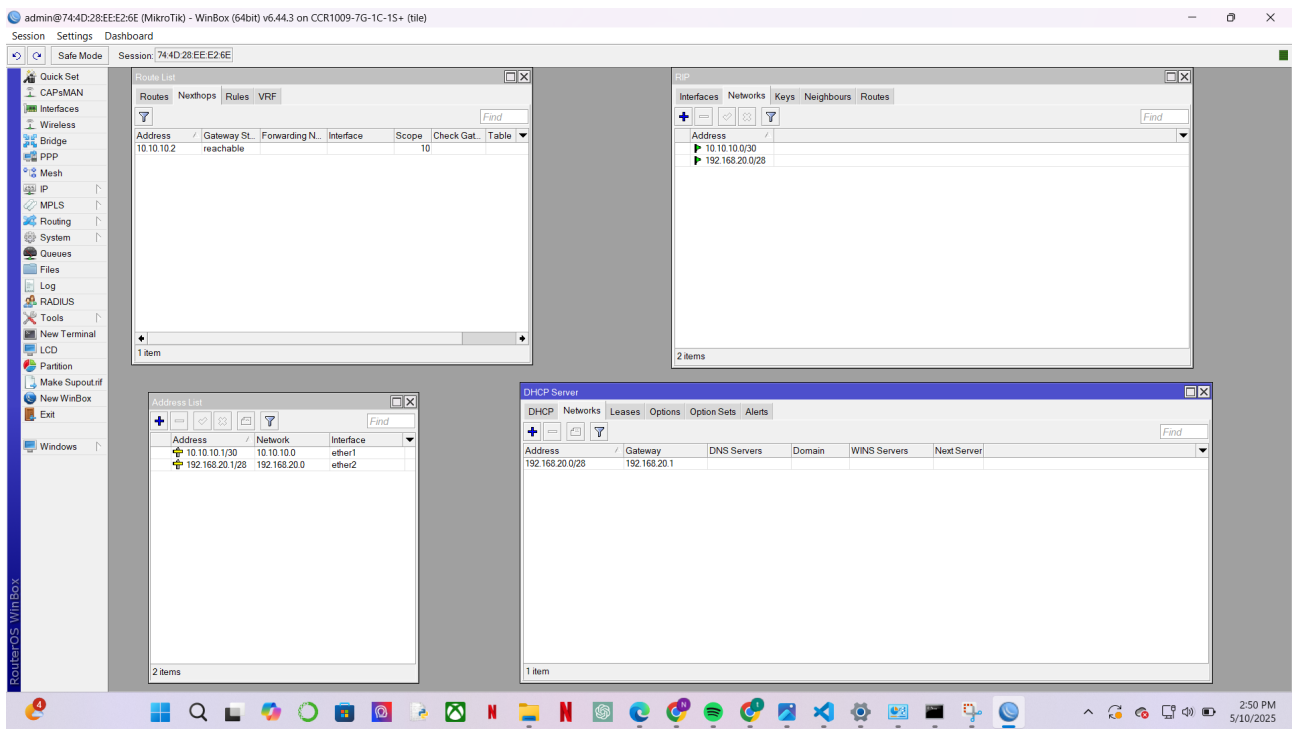 admin@74:4D:28:EE:E2:6E (MikroTik) - WinBox (64bit) v6.44.3 on CCR1009-7G-1C-1S+ (tile)
Session Settings Dashboard
Safe Mode Session: 74:4D:28:EE:E2:6E
Quick Set
CAPsMAN
Interfaces
Wireless
Bridge
PPP
Mesh
IP
MPLS
Routing
System
Queues
Files
Log
RADIUS
Tools
New Terminal
LCD
Partition
Make Supout.rif
New WinBox
Exit
Windows
RouterOS WinBox
Route List
Routes Nexthops Rules VRF
Find
Address Gateway St... Forwarding N... Interface Scope Check Gat... Table
10.10.10.2 reachable 10
1 item
RIP
Interfaces Networks Keys Neighbours Routes
Find
Address
10.10.10.0/30
192.168.20.0/28
2 items
Address List
Find
Address Network Interface
10.10.10.1/30 10.10.10.0 ether1
192.168.20.1/28 192.168.20.0 ether2
2 items
DHCP Server
DHCP Networks Leases Options Option Sets Alerts
Find
Address Gateway DNS Servers Domain WINS Servers Next Server
192.168.20.0/28 192.168.20.1
1 item
4
2:50 PM
5/10/2025